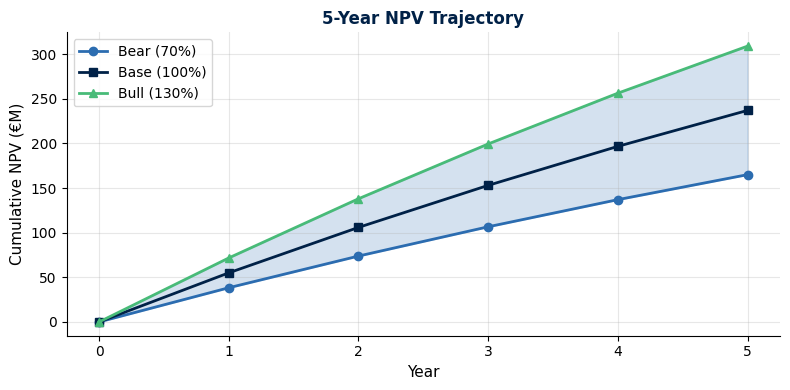 5-Year NPV Trajectory
Bear (70%)
Base (100%)
Bull (130%)
Cumulative NPV (€M)
300
250
200
150
100
50
0
0 1 2 3 4 5
Year